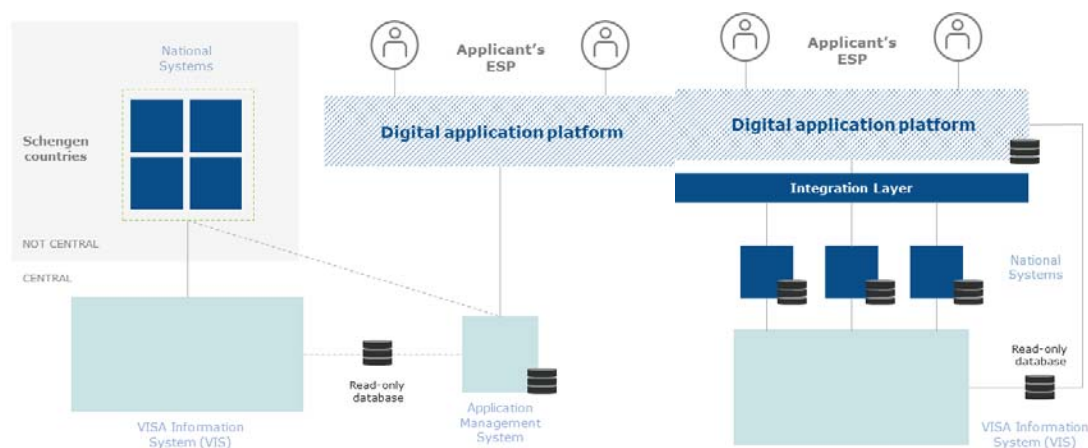 National
Systems
Schengen
countries
NOT CENTRAL
CENTRAL
Applicant's
ESP
Digital application platform
Read-only
database
VISA Information
System (VIS)
Application
Management
System
Applicant's
ESP
Digital application platform
Integration Layer
National
Systems
Read-only
database
VISA Information
System (VIS)